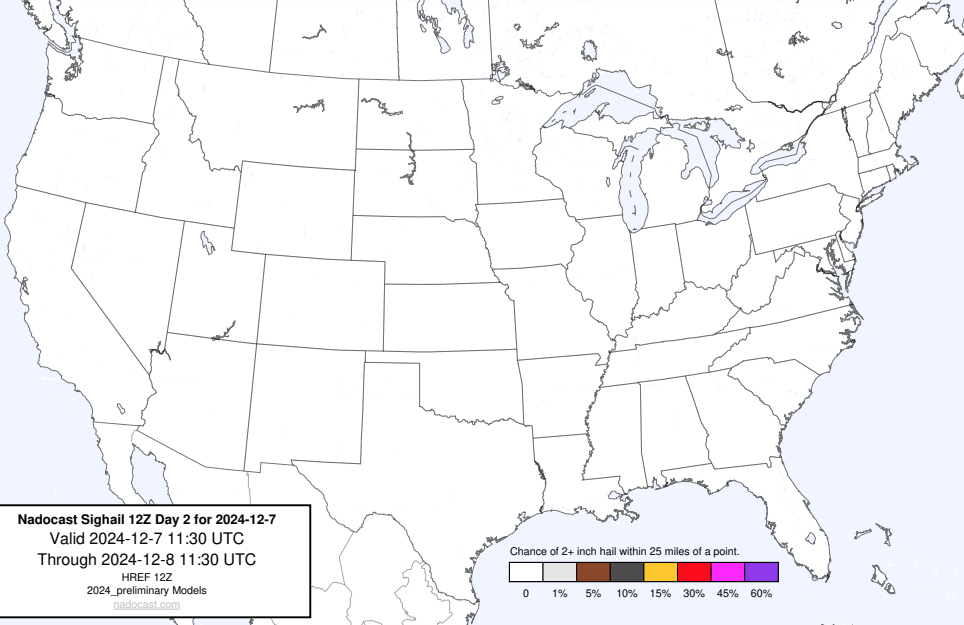 Nadocast Sighail 12Z Day 2 for 2024-12-7
Valid 2024-12-7 11:30 UTC
Through 2024-12-8 11:30 UTC
HREF 12Z
2024_preliminary Models
nadocast.com
Chance of 2+ inch hail within 25 miles of a point.
0 1% 5% 10% 15% 30% 45% 60%